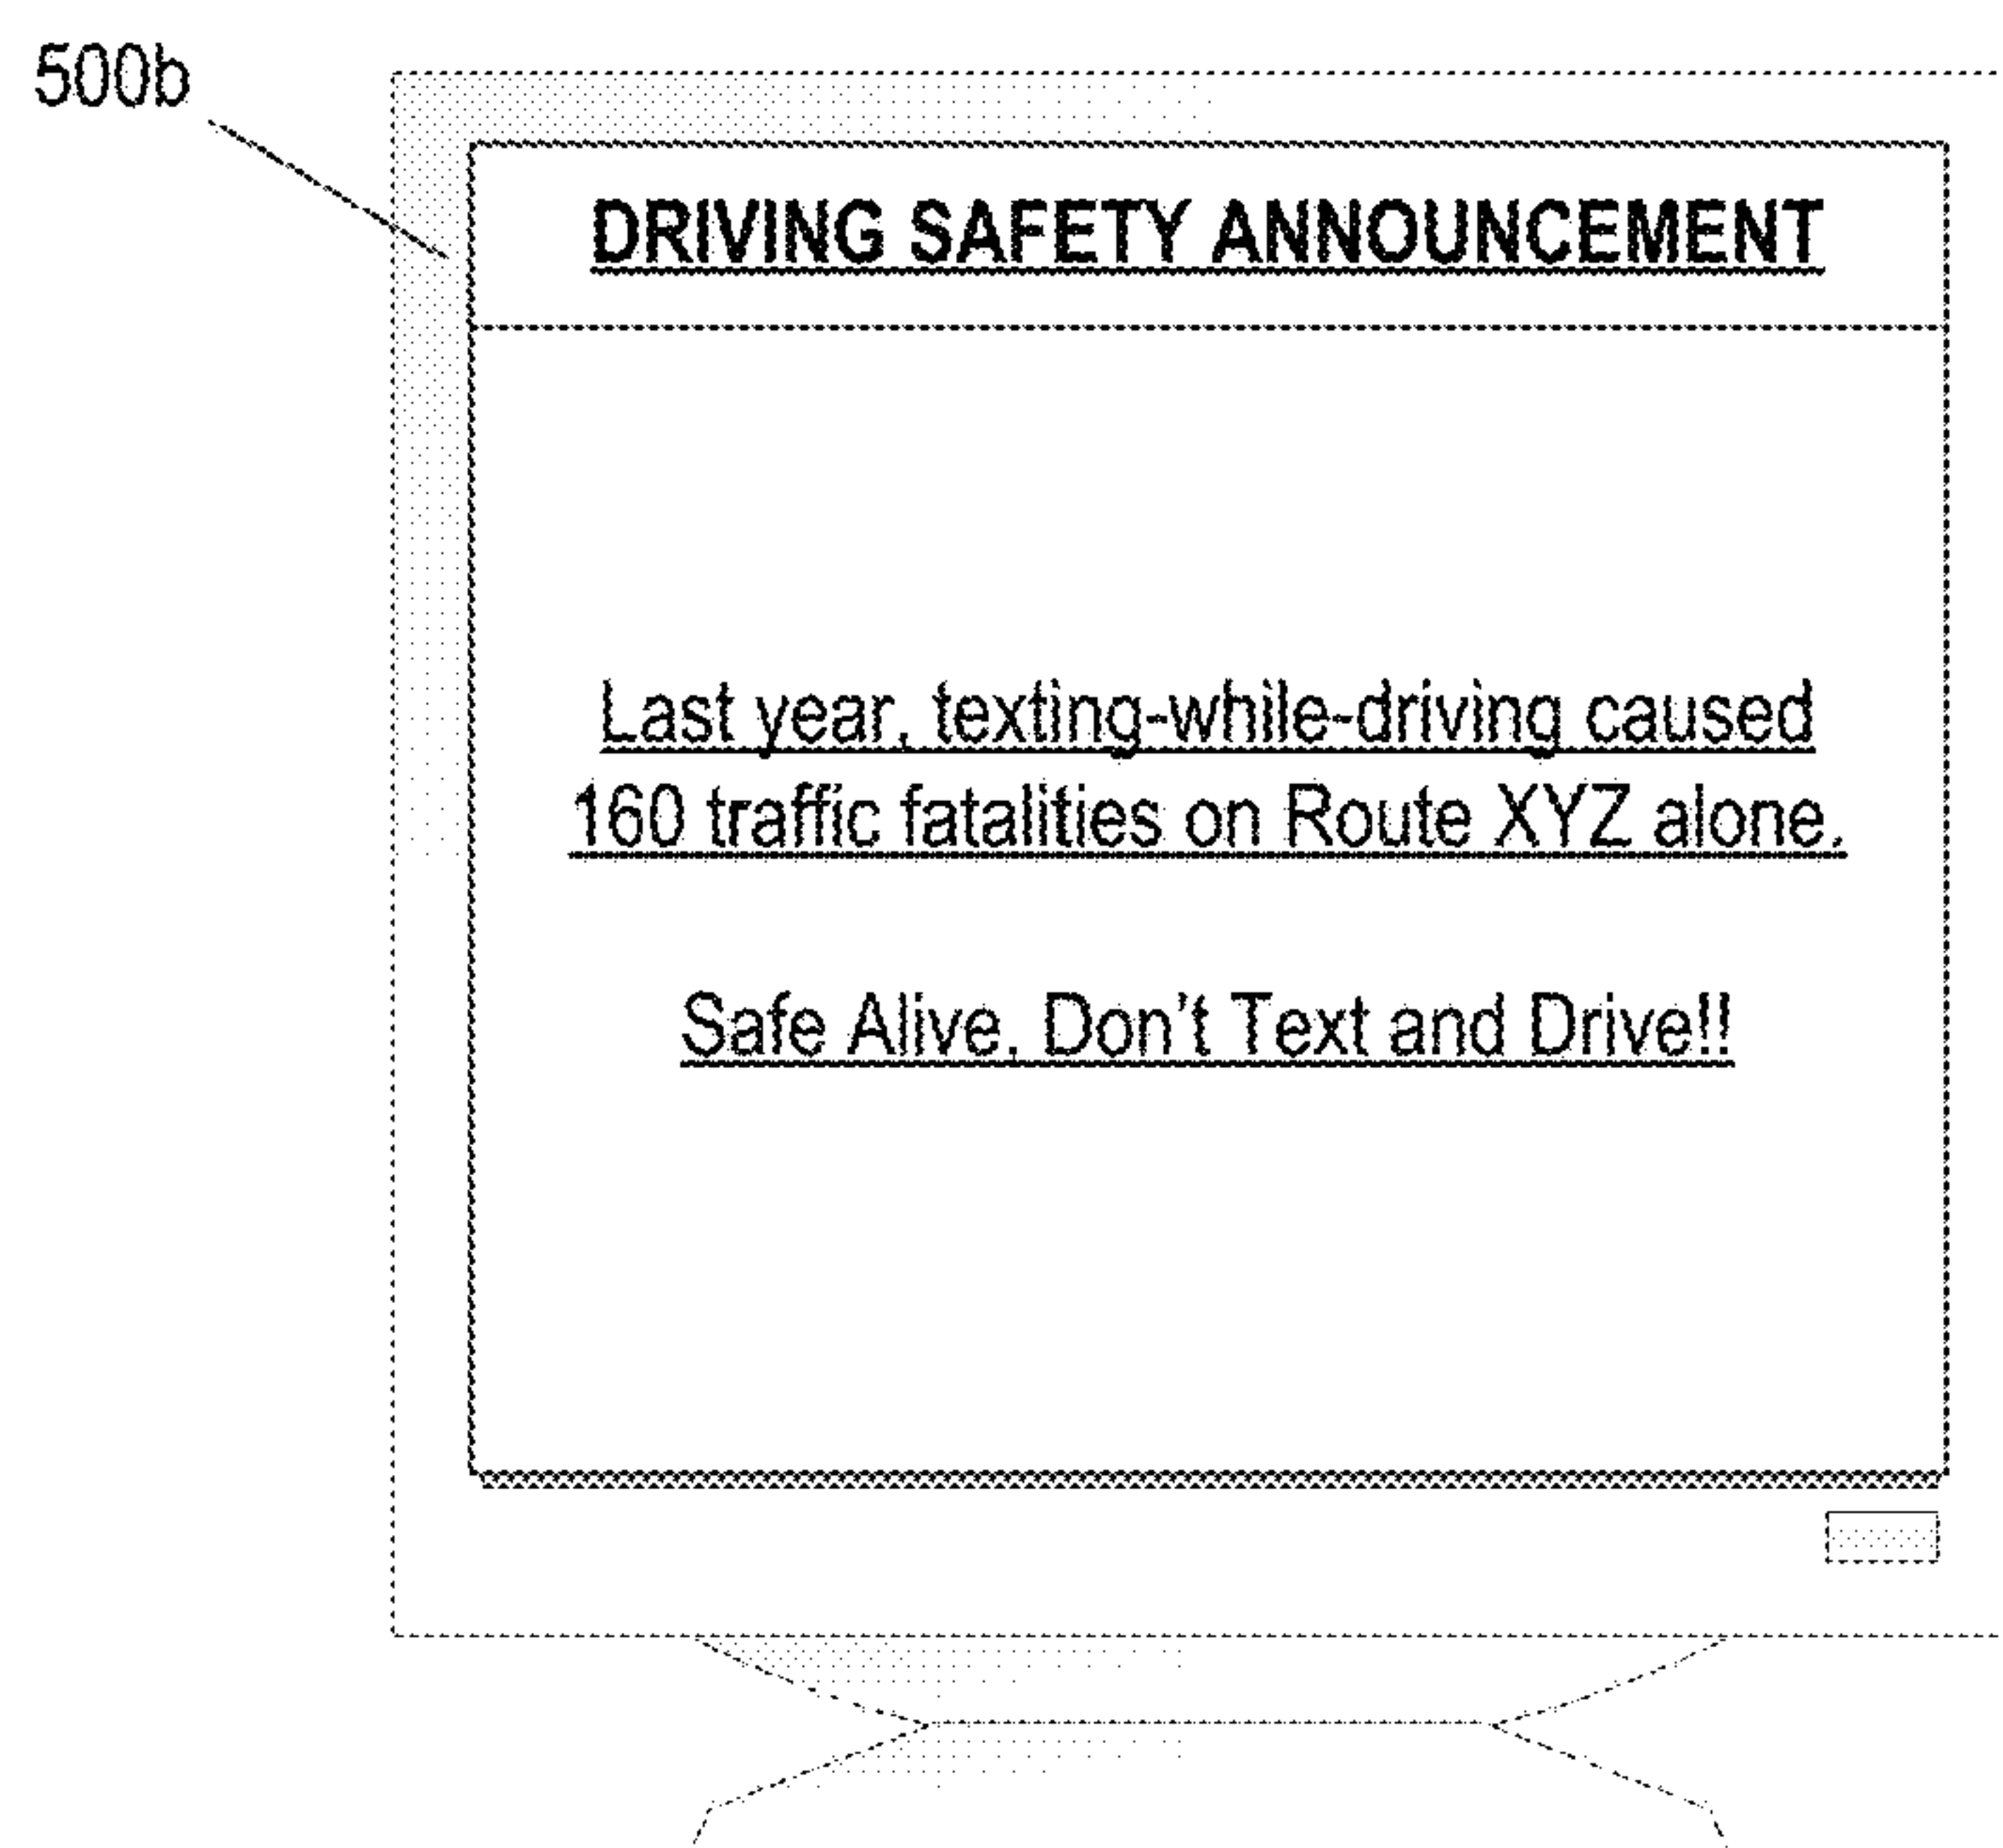 500b
DRIVING SAFETY ANNOUNCEMENT
Last year, texting-while-driving caused
160 traffic fatalities on Route XYZ alone.
Safe Alive, Don't Text and Drive!!